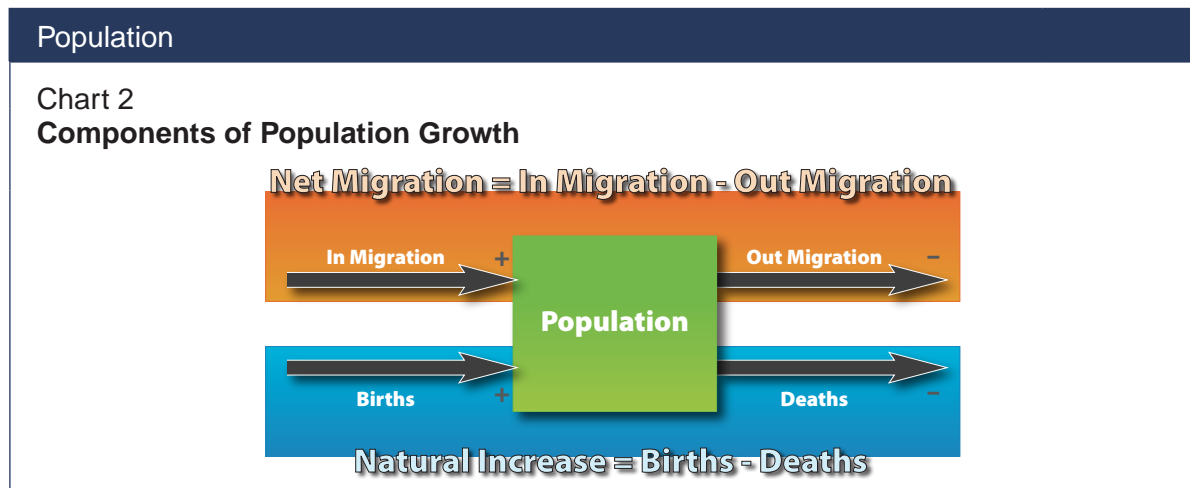 Population
Chart 2
Components of Population Growth
Net Migration = In Migration - Out Migration
In Migration + Out Migration –
Population
Births + Deaths –
Natural Increase = Births - Deaths